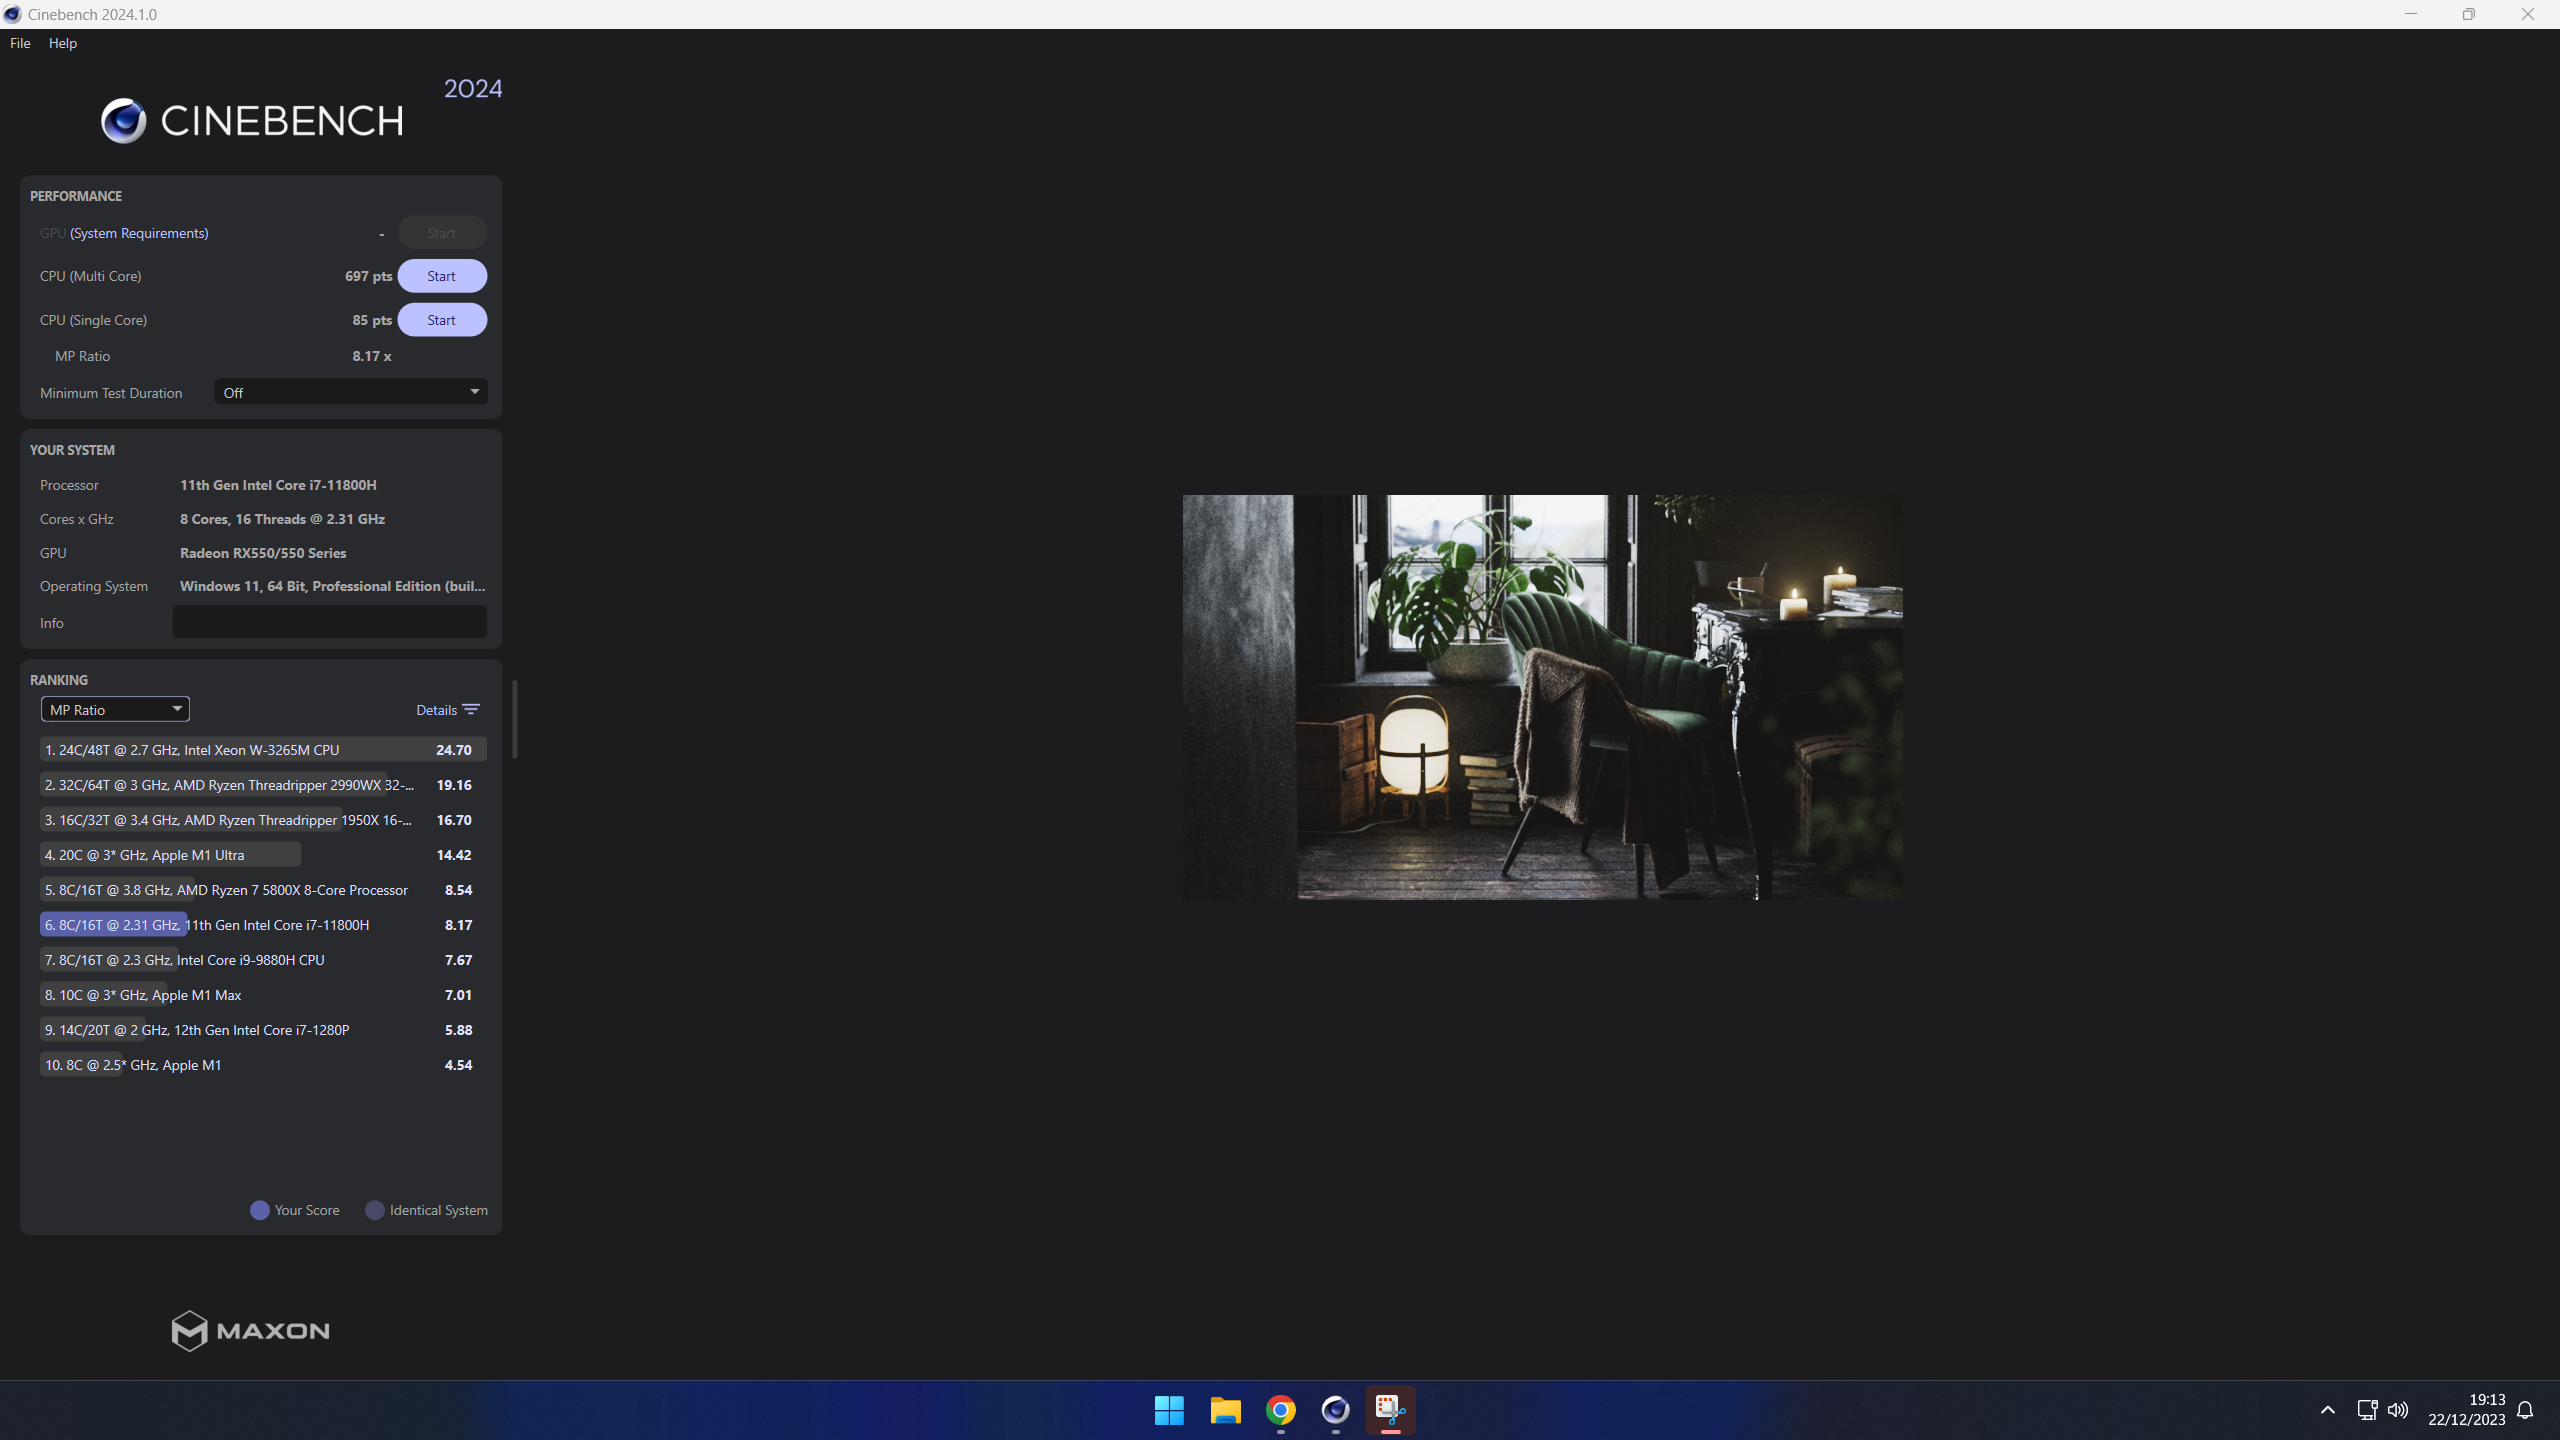 Cinebench 2024.1.0
File Help
2024
CINEBENCH
PERFORMANCE
GPU (System Requirements) - Start
CPU (Multi Core) 697 pts Start
CPU (Single Core) 85 pts Start
MP Ratio 8.17 x
Minimum Test Duration Off
YOUR SYSTEM
Processor 11th Gen Intel Core i7-11800H
Cores x GHz 8 Cores, 16 Threads @ 2.31 GHz
GPU Radeon RX550/550 Series
Operating System Windows 11, 64 Bit, Professional Edition (buil...
Info
RANKING
MP Ratio Details
1. 24C/48T @ 2.7 GHz, Intel Xeon W-3265M CPU 24.70
2. 32C/64T @ 3 GHz, AMD Ryzen Threadripper 2990WX 32-... 19.16
3. 16C/32T @ 3.4 GHz, AMD Ryzen Threadripper 1950X 16-... 16.70
4. 20C @ 3* GHz, Apple M1 Ultra 14.42
5. 8C/16T @ 3.8 GHz, AMD Ryzen 7 5800X 8-Core Processor 8.54
6. 8C/16T @ 2.31 GHz, 11th Gen Intel Core i7-11800H 8.17
7. 8C/16T @ 2.3 GHz, Intel Core i9-9880H CPU 7.67
8. 10C @ 3* GHz, Apple M1 Max 7.01
9. 14C/20T @ 2 GHz, 12th Gen Intel Core i7-1280P 5.88
10. 8C @ 2.5* GHz, Apple M1 4.54
Your Score Identical System
MAXON
19:13
22/12/2023